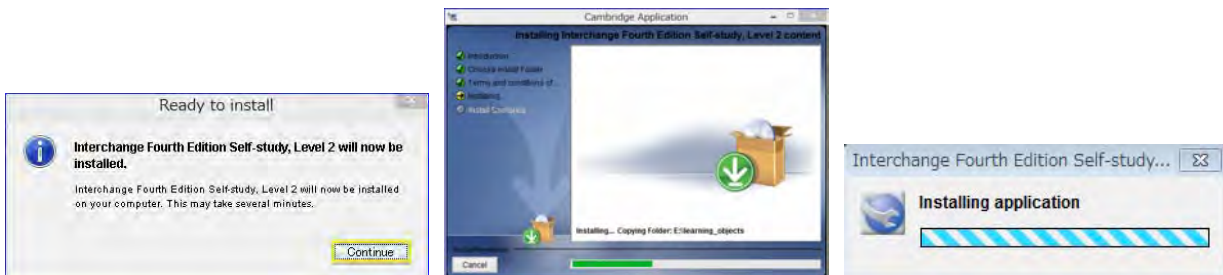 Ready to install
Interchange Fourth Edition Self-study, Level 2 will now be
installed.
Interchange Fourth Edition Self-study, Level 2 will now be installed
on your computer. This may take several minutes.
Continue
Cambridge Application
Installing Interchange Fourth Edition Self-study, Level 2 content
Introduction
Choose Install Folder
Terms and conditions of...
Installing...
Install Complete
Installing... Copying Folder: E:\learning_objects
Cancel
Interchange Fourth Edition Self-study...
Installing application